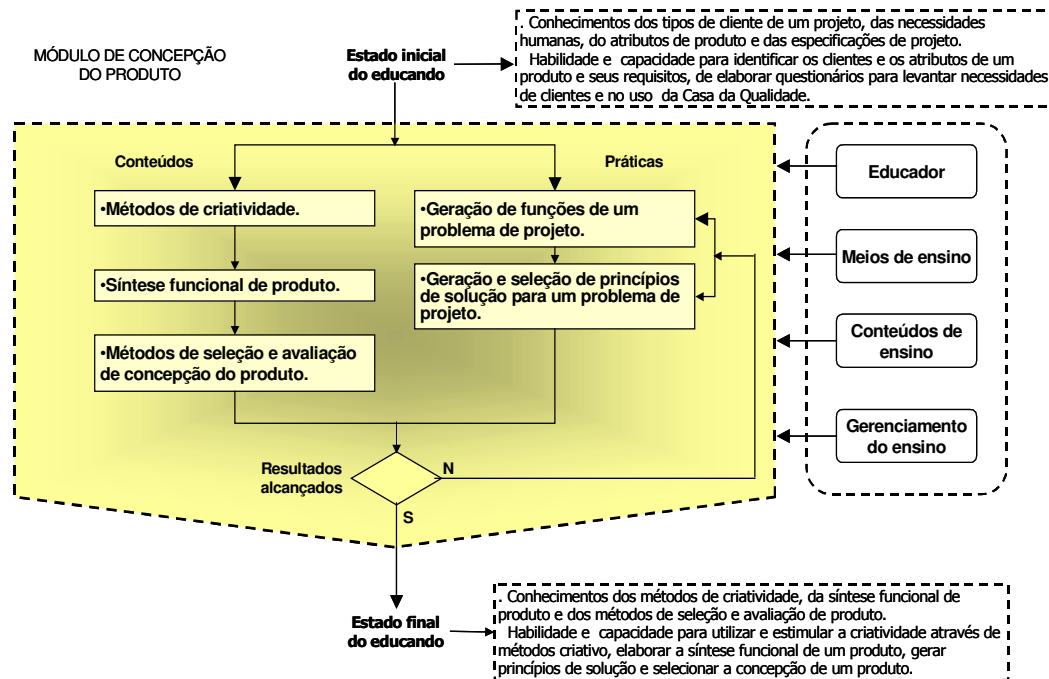 MÓDULO DE CONCEPÇÃO
DO PRODUTO
Estado inicial
do educando
. Conhecimentos dos tipos de cliente de um projeto, das necessidades
humanas, do atributos de produto e das especificações de projeto.
Habilidade e capacidade para identificar os clientes e os atributos de um
produto e seus requisitos, de elaborar questionários para levantar necessidades
de clientes e no uso da Casa da Qualidade.
Conteúdos
•Métodos de criatividade.
•Síntese funcional de produto.
•Métodos de seleção e avaliação
de concepção do produto.
Práticas
•Geração de funções de um
problema de projeto.
•Geração e seleção de princípios
de solução para um problema de
projeto.
Educador
Meios de ensino
Conteúdos de
ensino
Gerenciamento
do ensino
Resultados
alcançados
N
S
Estado final
do educando
. Conhecimentos dos métodos de criatividade, da síntese funcional de
produto e dos métodos de seleção e avaliação de produto.
Habilidade e capacidade para utilizar e estimular a criatividade através de
métodos criativo, elaborar a síntese funcional de um produto, gerar
princípios de solução e selecionar a concepção de um produto.